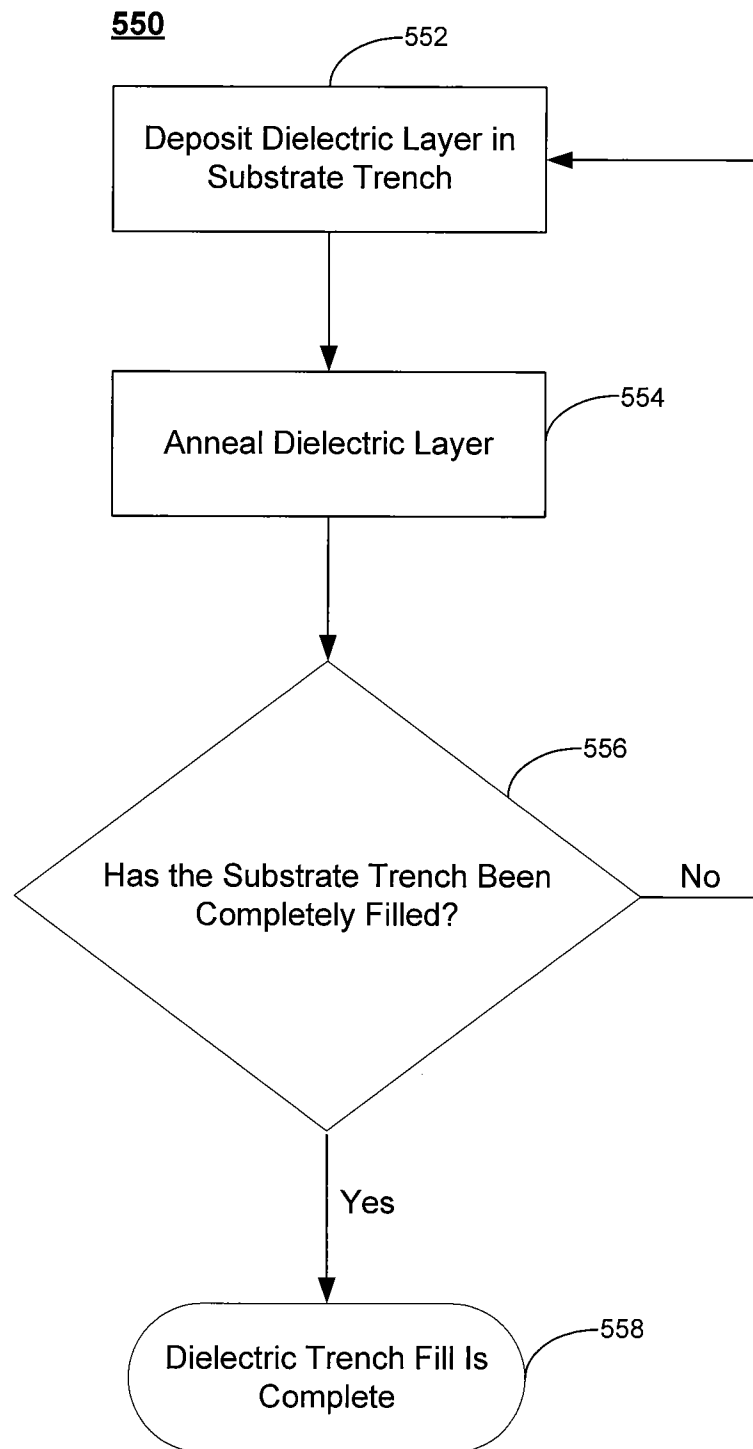 550
552
Deposit Dielectric Layer in
Substrate Trench
554
Anneal Dielectric Layer
556
Has the Substrate Trench Been
Completely Filled?
No
Yes
558
Dielectric Trench Fill Is
Complete